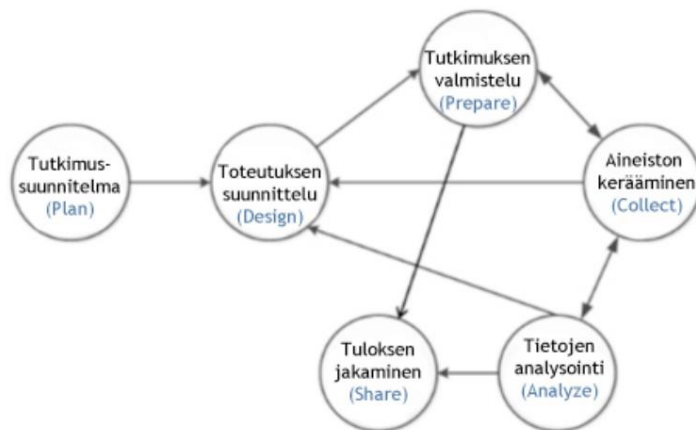 Tutkimuksen
valmistelu
(Prepare)
Tutkimus-
suunnitelma
(Plan)
Toteutuksen
suunnittelu
(Design)
Aineiston
kerääminen
(Collect)
Tuloksen
jakaminen
(Share)
Tietojen
analysointi
(Analyze)